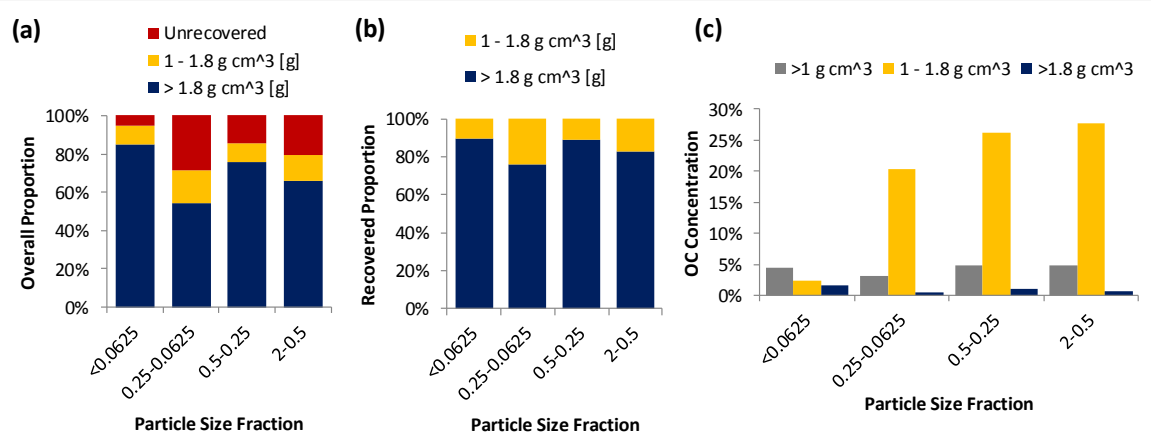 (a)
Unrecovered
1 - 1.8 g cm^3 [g]
> 1.8 g cm^3 [g]
Overall Proportion
100%
80%
60%
40%
20%
0%
<0.0625
0.25-0.0625
0.5-0.25
2-0.5
Particle Size Fraction
(b)
1 - 1.8 g cm^3 [g]
> 1.8 g cm^3 [g]
Recovered Proportion
100%
80%
60%
40%
20%
0%
<0.0625
0.25-0.0625
0.5-0.25
2-0.5
Particle Size Fraction
(c)
>1 g cm^3 1 - 1.8 g cm^3 >1.8 g cm^3
OC Concentration
30%
25%
20%
15%
10%
5%
0%
<0.0625
0.25-0.0625
0.5-0.25
2-0.5
Particle Size Fraction